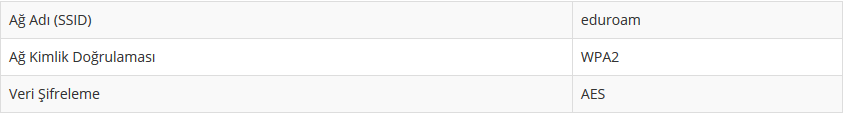 Ağ Adı (SSID) eduroam
Ağ Kimlik Doğrulaması WPA2
Veri Şifreleme AES